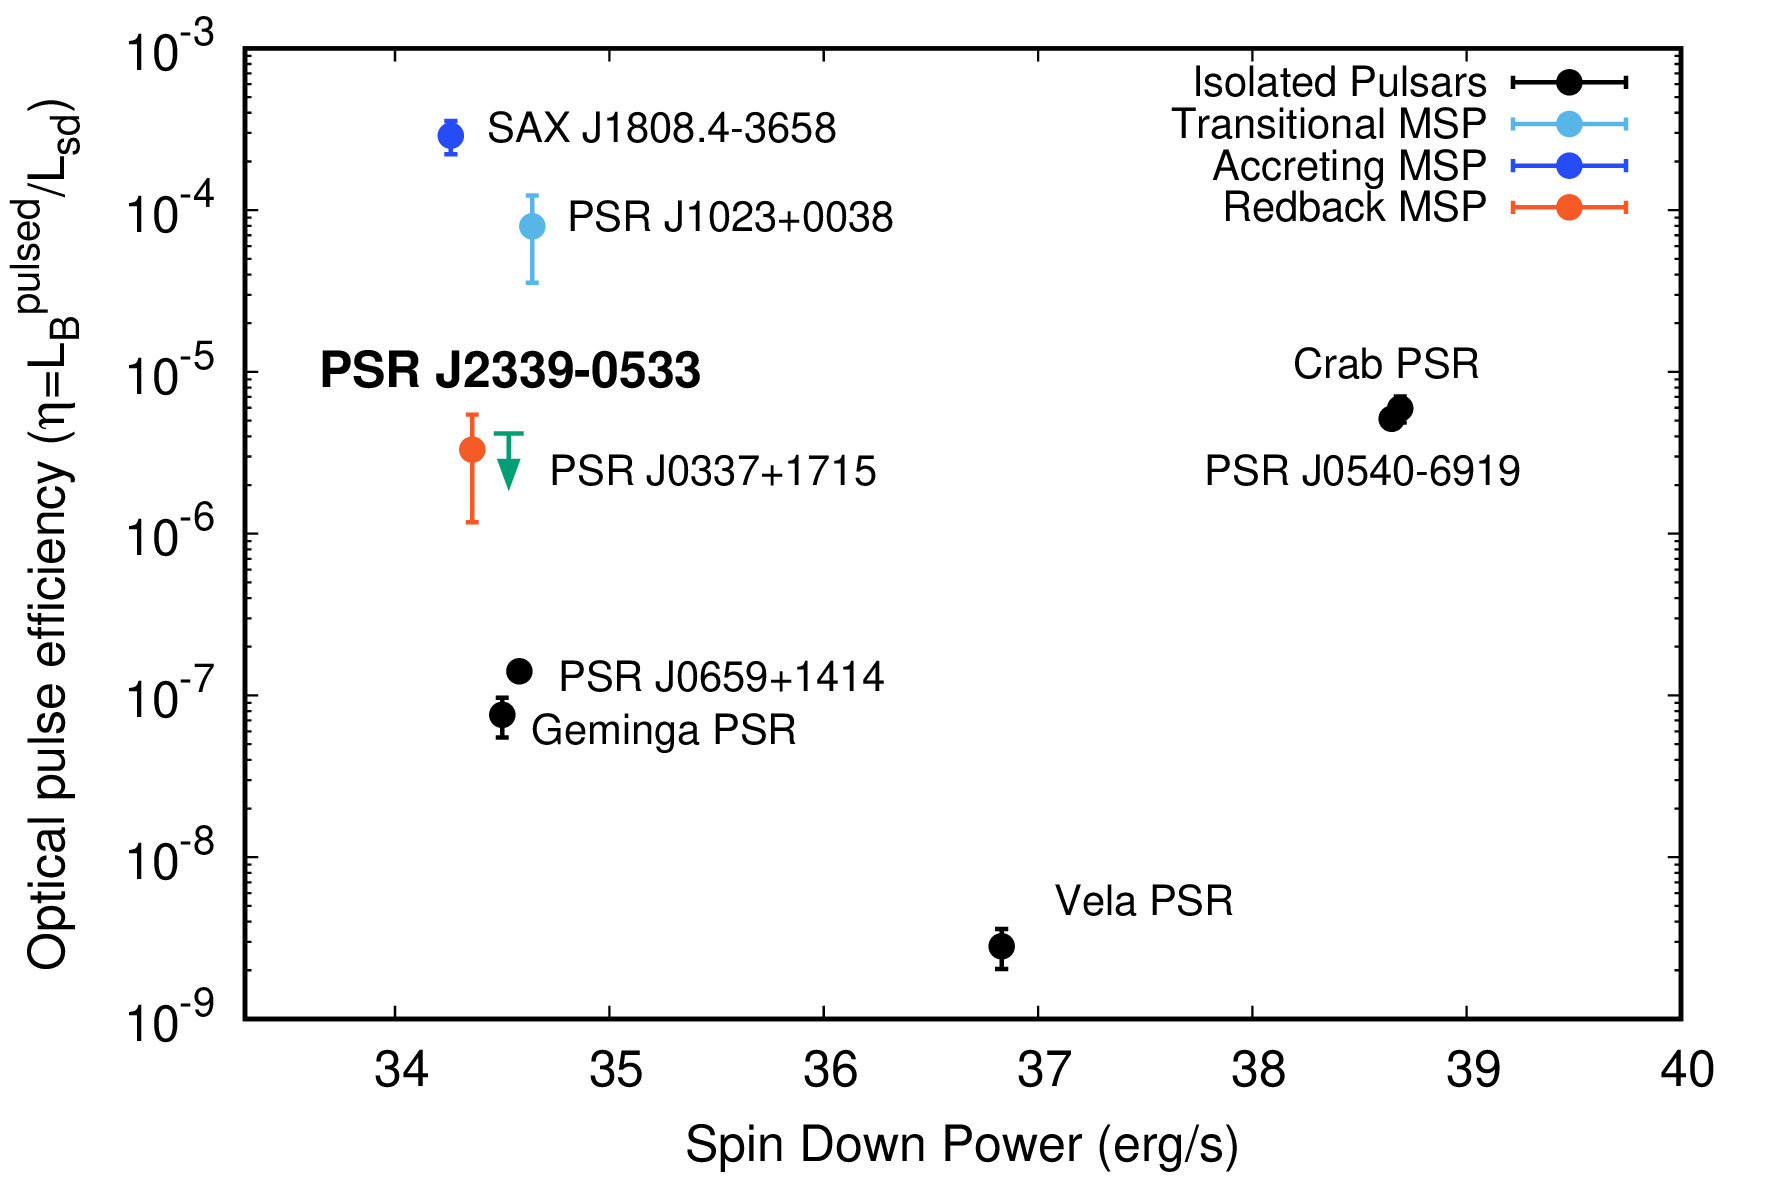 10^-3
10^-4
10^-5
10^-6
10^-7
10^-8
10^-9
Optical pulse efficiency (η=L_B^pulsed/L_sd)
Isolated Pulsars
Transitional MSP
Accreting MSP
Redback MSP
SAX J1808.4-3658
PSR J1023+0038
PSR J2339-0533
Crab PSR
PSR J0337+1715
PSR J0540-6919
PSR J0659+1414
Geminga PSR
Vela PSR
34 35 36 37 38 39 40
Spin Down Power (erg/s)